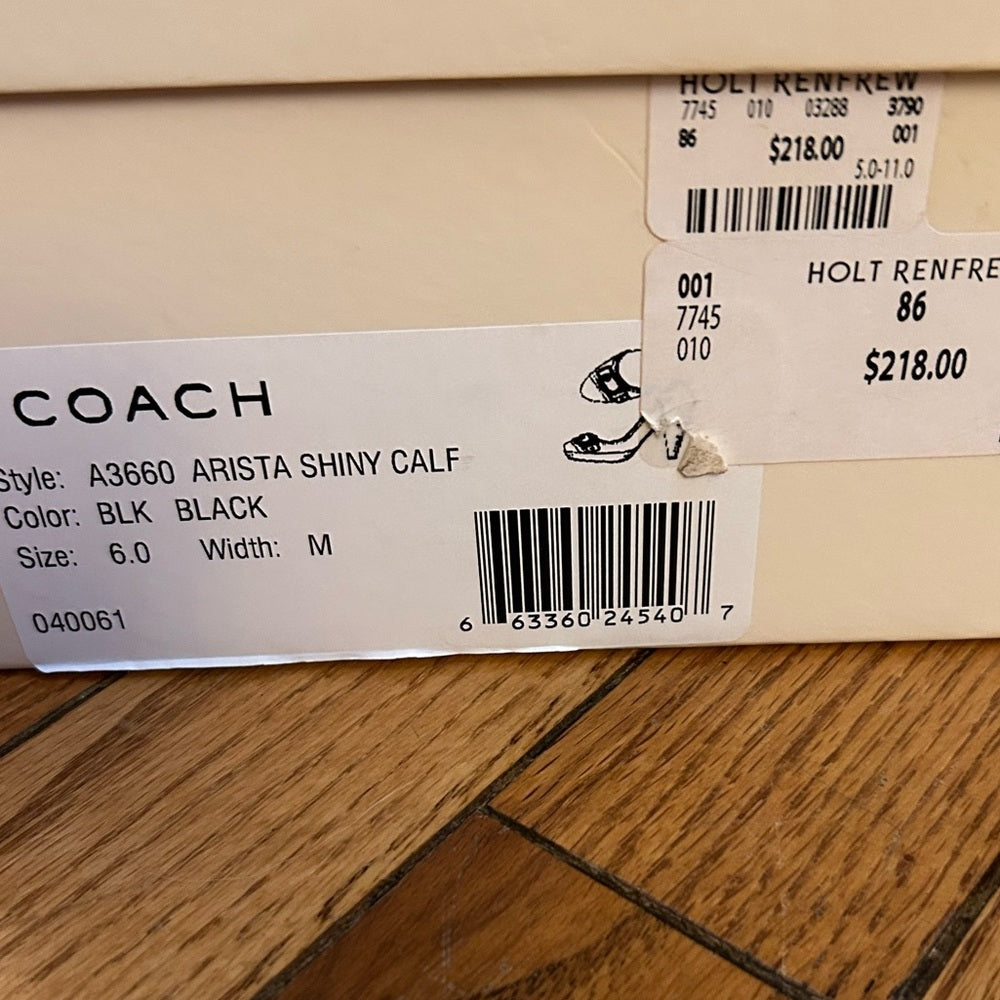 HOLT RENFREW
7745 010 03288 3790
86 $218.00 001
5.0-11.0
001 HOLT RENFRE
7745 86
010 $218.00
COACH
Style: A3660 ARISTA SHINY CALF
Color: BLK BLACK
Size: 6.0 Width: M
040061
6 63360 24540 7